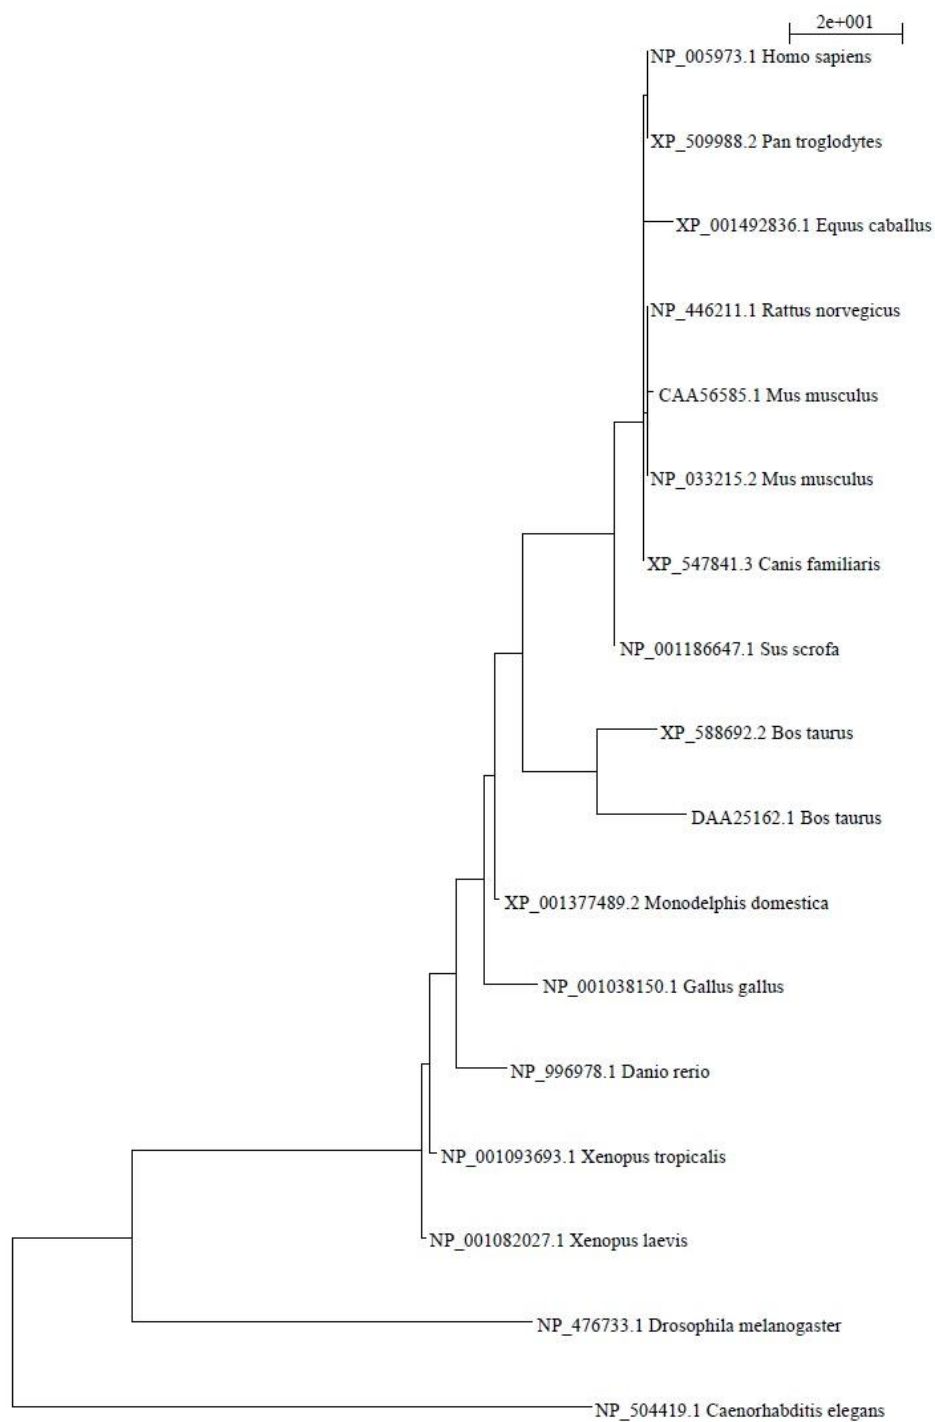 2e+001
NP_005973.1 Homo sapiens
XP_509988.2 Pan troglodytes
XP_001492836.1 Equus caballus
NP_446211.1 Rattus norvegicus
CAA56585.1 Mus musculus
NP_033215.2 Mus musculus
XP_547841.3 Canis familiaris
NP_001186647.1 Sus scrofa
XP_588692.2 Bos taurus
DAA25162.1 Bos taurus
XP_001377489.2 Monodelphis domestica
NP_001038150.1 Gallus gallus
NP_996978.1 Danio rerio
NP_001093693.1 Xenopus tropicalis
NP_001082027.1 Xenopus laevis
NP_476733.1 Drosophila melanogaster
NP_504419.1 Caenorhabditis elegans